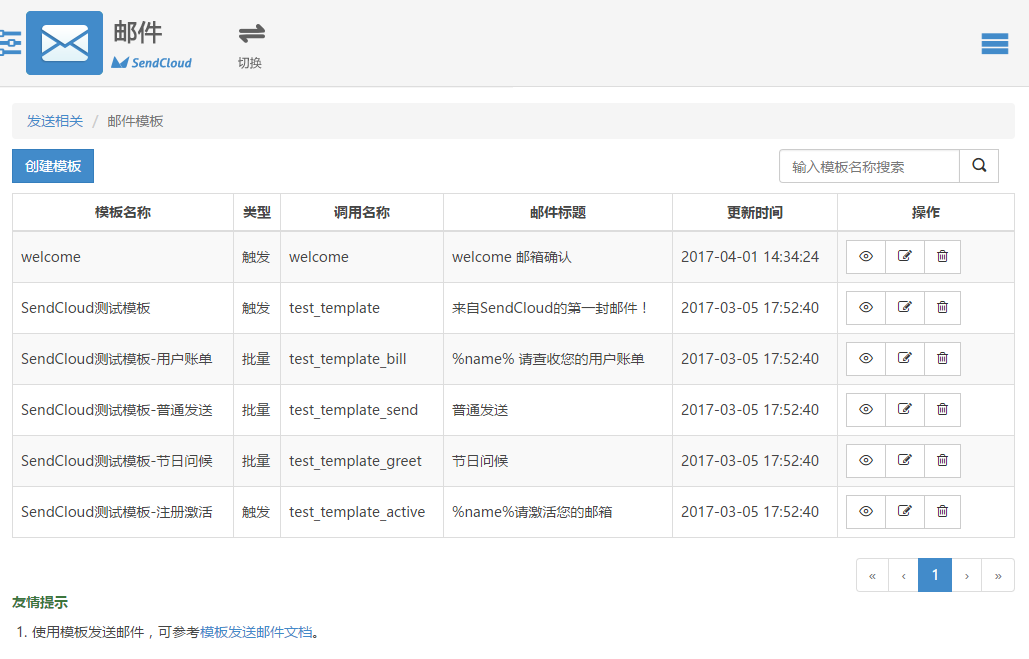 邮件
SendCloud
切换
发送相关 / 邮件模板
创建模板
输入模板名称搜索
模板名称 类型 调用名称 邮件标题 更新时间 操作
welcome 触发 welcome welcome 邮箱确认 2017-04-01 14:34:24
SendCloud测试模板 触发 test_template 来自SendCloud的第一封邮件！ 2017-03-05 17:52:40
SendCloud测试模板-用户账单 批量 test_template_bill %name% 请查收您的用户账单 2017-03-05 17:52:40
SendCloud测试模板-普通发送 批量 test_template_send 普通发送 2017-03-05 17:52:40
SendCloud测试模板-节日问候 批量 test_template_greet 节日问候 2017-03-05 17:52:40
SendCloud测试模板-注册激活 触发 test_template_active %name%请激活您的邮箱 2017-03-05 17:52:40
« ‹ 1 › »
友情提示
1. 使用模板发送邮件，可参考模板发送邮件文档。